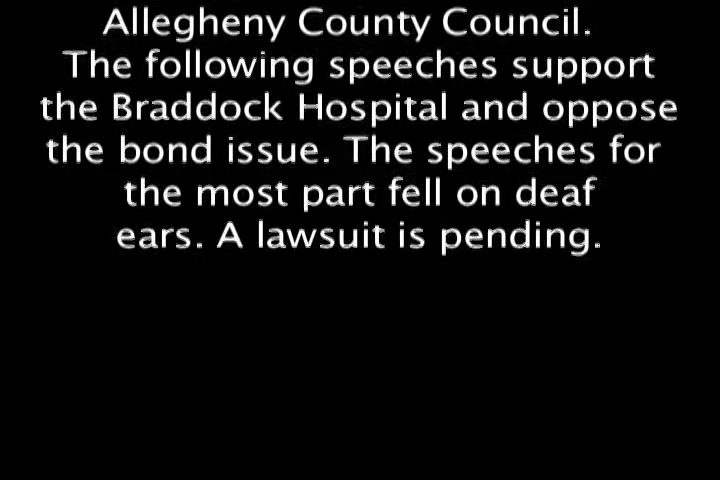 Allegheny County Council.
The following speeches support
the Braddock Hospital and oppose
the bond issue. The speeches for
the most part fell on deaf
ears. A lawsuit is pending.